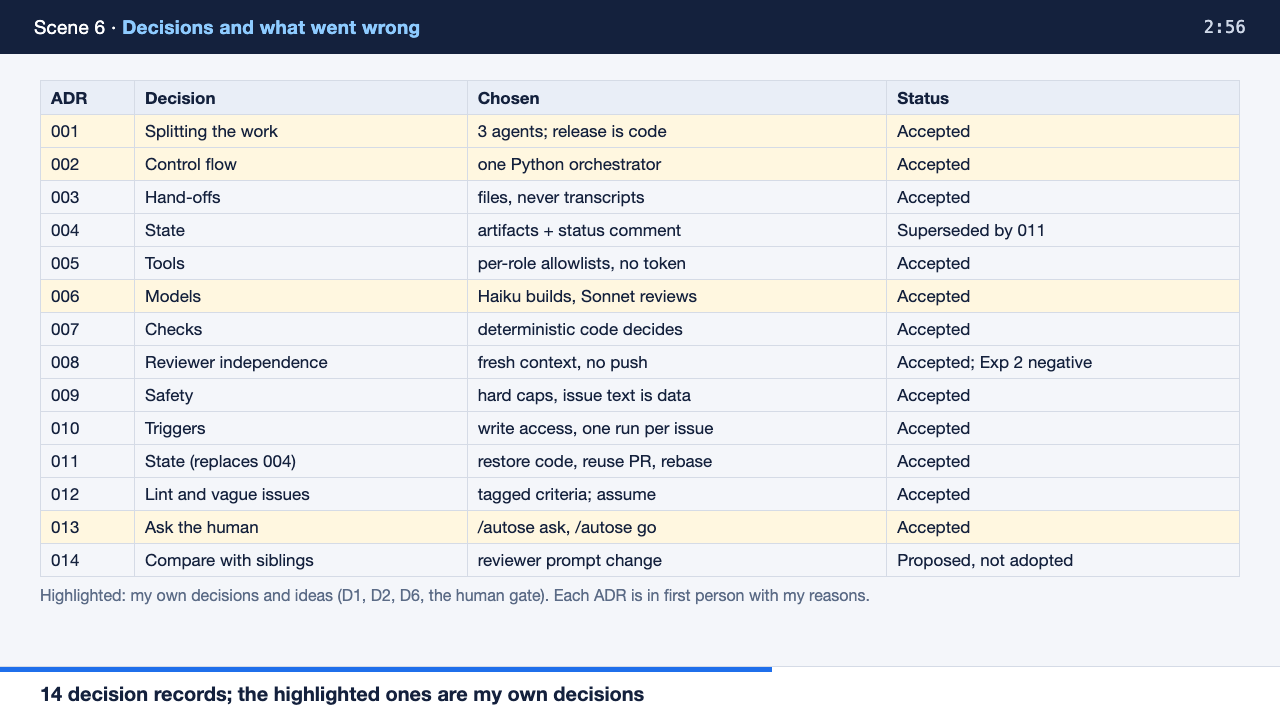 Scene 6 · Decisions and what went wrong 2:56
ADR Decision Chosen Status
001 Splitting the work 3 agents; release is code Accepted
002 Control flow one Python orchestrator Accepted
003 Hand-offs files, never transcripts Accepted
004 State artifacts + status comment Superseded by 011
005 Tools per-role allowlists, no token Accepted
006 Models Haiku builds, Sonnet reviews Accepted
007 Checks deterministic code decides Accepted
008 Reviewer independence fresh context, no push Accepted; Exp 2 negative
009 Safety hard caps, issue text is data Accepted
010 Triggers write access, one run per issue Accepted
011 State (replaces 004) restore code, reuse PR, rebase Accepted
012 Lint and vague issues tagged criteria; assume Accepted
013 Ask the human /autose ask, /autose go Accepted
014 Compare with siblings reviewer prompt change Proposed, not adopted
Highlighted: my own decisions and ideas (D1, D2, D6, the human gate). Each ADR is in first person with my reasons.
14 decision records; the highlighted ones are my own decisions